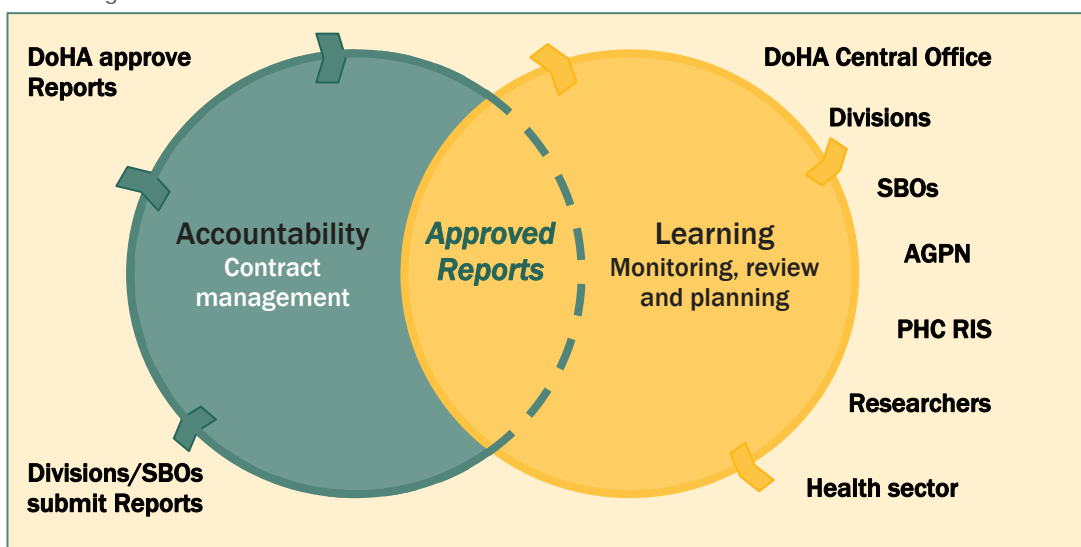 DoHA approve
Reports
Accountability
Contract
management
Divisions/SBOs
submit Reports
Approved
Reports
Learning
Monitoring, review
and planning
DoHA Central Office
Divisions
SBOs
AGPN
PHC RIS
Researchers
Health sector